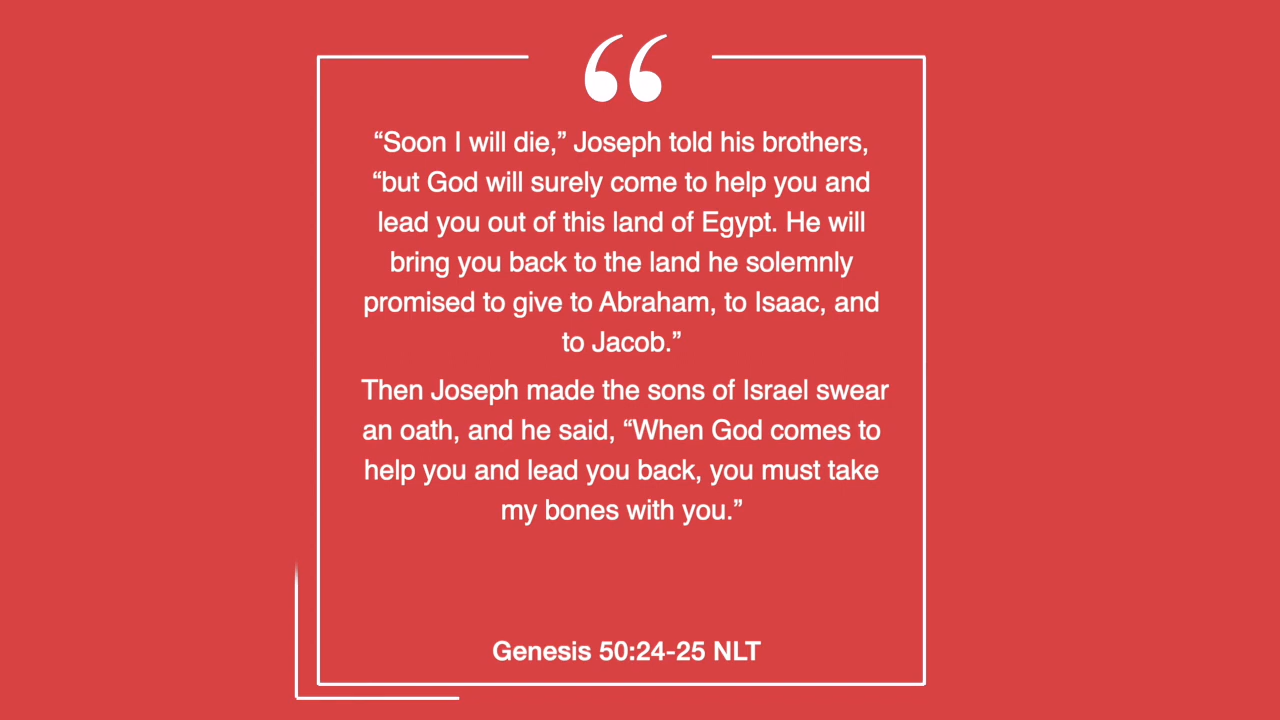 “
“Soon I will die,” Joseph told his brothers,
“but God will surely come to help you and
lead you out of this land of Egypt. He will
bring you back to the land he solemnly
promised to give to Abraham, to Isaac, and
to Jacob.”
Then Joseph made the sons of Israel swear
an oath, and he said, “When God comes to
help you and lead you back, you must take
my bones with you.”
Genesis 50:24-25 NLT